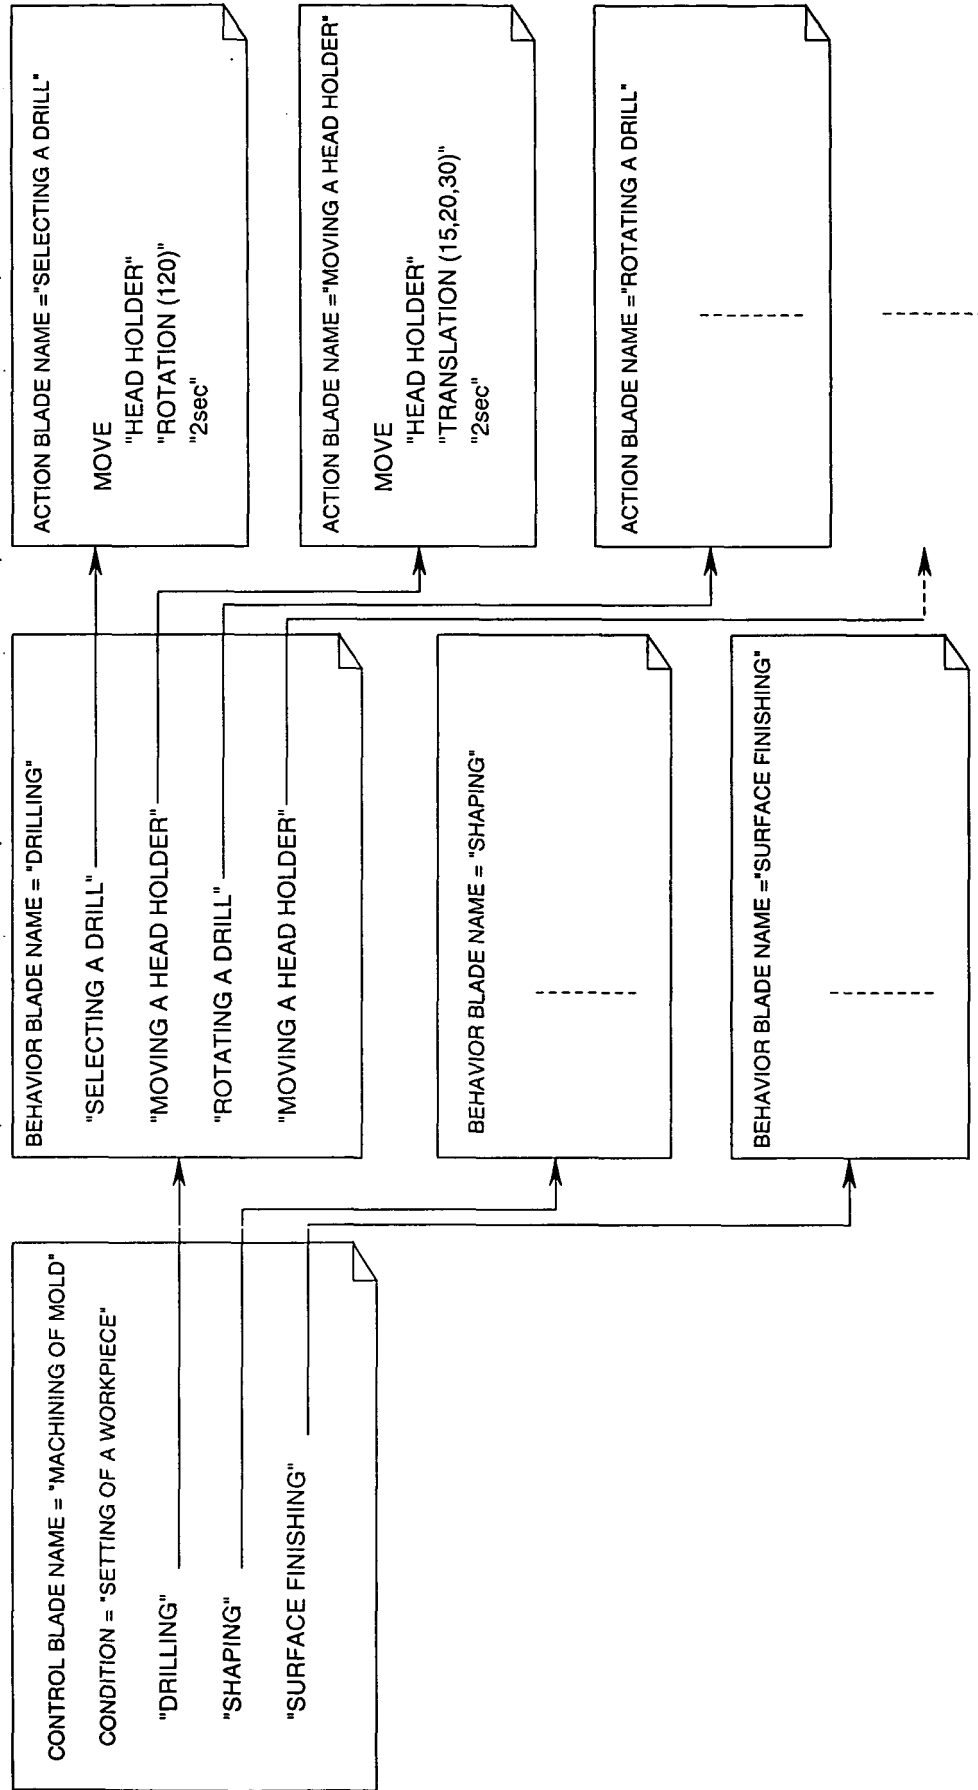 CONTROL BLADE NAME = "MACHINING OF MOLD"
CONDITION = "SETTING OF A WORKPIECE"
"DRILLING"
"SHAPING"
"SURFACE FINISHING"
BEHAVIOR BLADE NAME = "DRILLING"
"SELECTING A DRILL"
"MOVING A HEAD HOLDER"
"ROTATING A DRILL"
"MOVING A HEAD HOLDER"
BEHAVIOR BLADE NAME = "SHAPING"
BEHAVIOR BLADE NAME ="SURFACE FINISHING"
ACTION BLADE NAME ="SELECTING A DRILL"
MOVE
"HEAD HOLDER"
"ROTATION (120)"
"2sec"
ACTION BLADE NAME ="MOVING A HEAD HOLDER"
MOVE
"HEAD HOLDER"
"TRANSLATION (15,20,30)"
"2sec"
ACTION BLADE NAME ="ROTATING A DRILL"